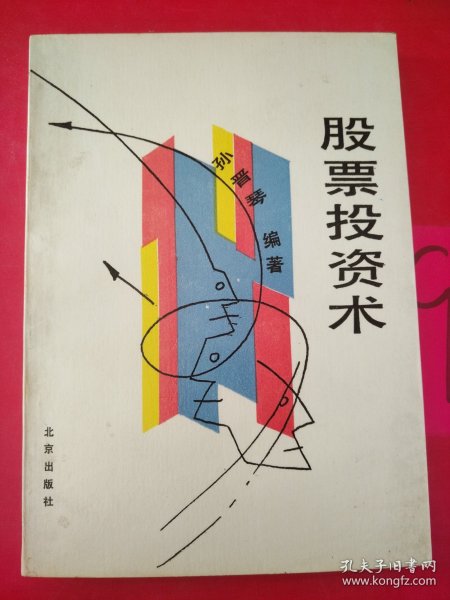 股票投资术
孙晋琴
编著
北京出版社
孔夫子旧书网
www.kongfz.com